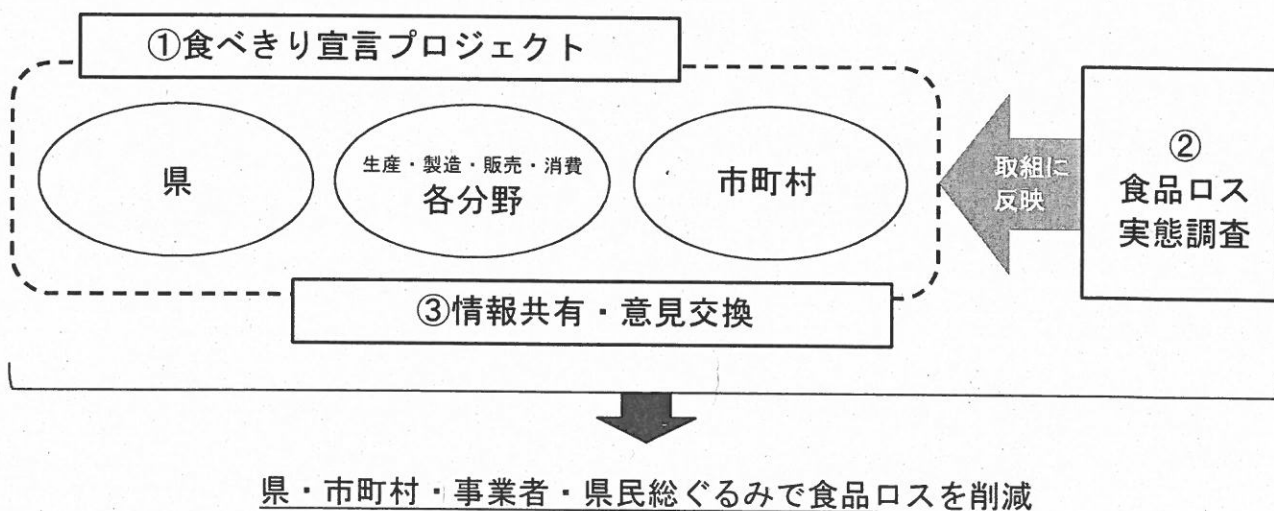 ①食べきり宣言プロジェクト
県
生産・製造・販売・消費
各分野
市町村
取組に
反映
②
食品ロス
実態調査
③情報共有・意見交換
県・市町村・事業者・県民総ぐるみで食品ロスを削減